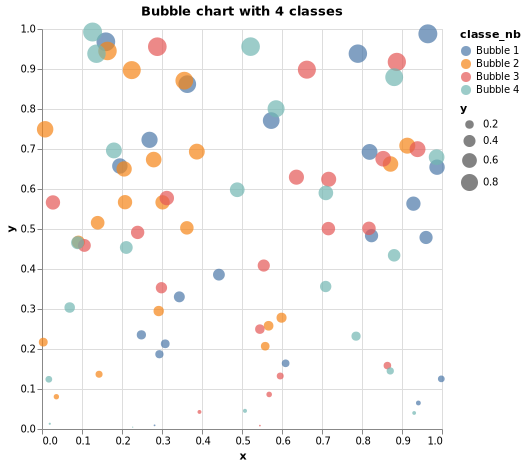 Bubble chart with 4 classes
1.0
0.9
0.8
0.7
0.6
0.5
0.4
0.3
0.2
0.1
0.0
y
0.0 0.1 0.2 0.3 0.4 0.5 0.6 0.7 0.8 0.9 1.0
x
classe_nb
Bubble 1
Bubble 2
Bubble 3
Bubble 4
y
0.2
0.4
0.6
0.8